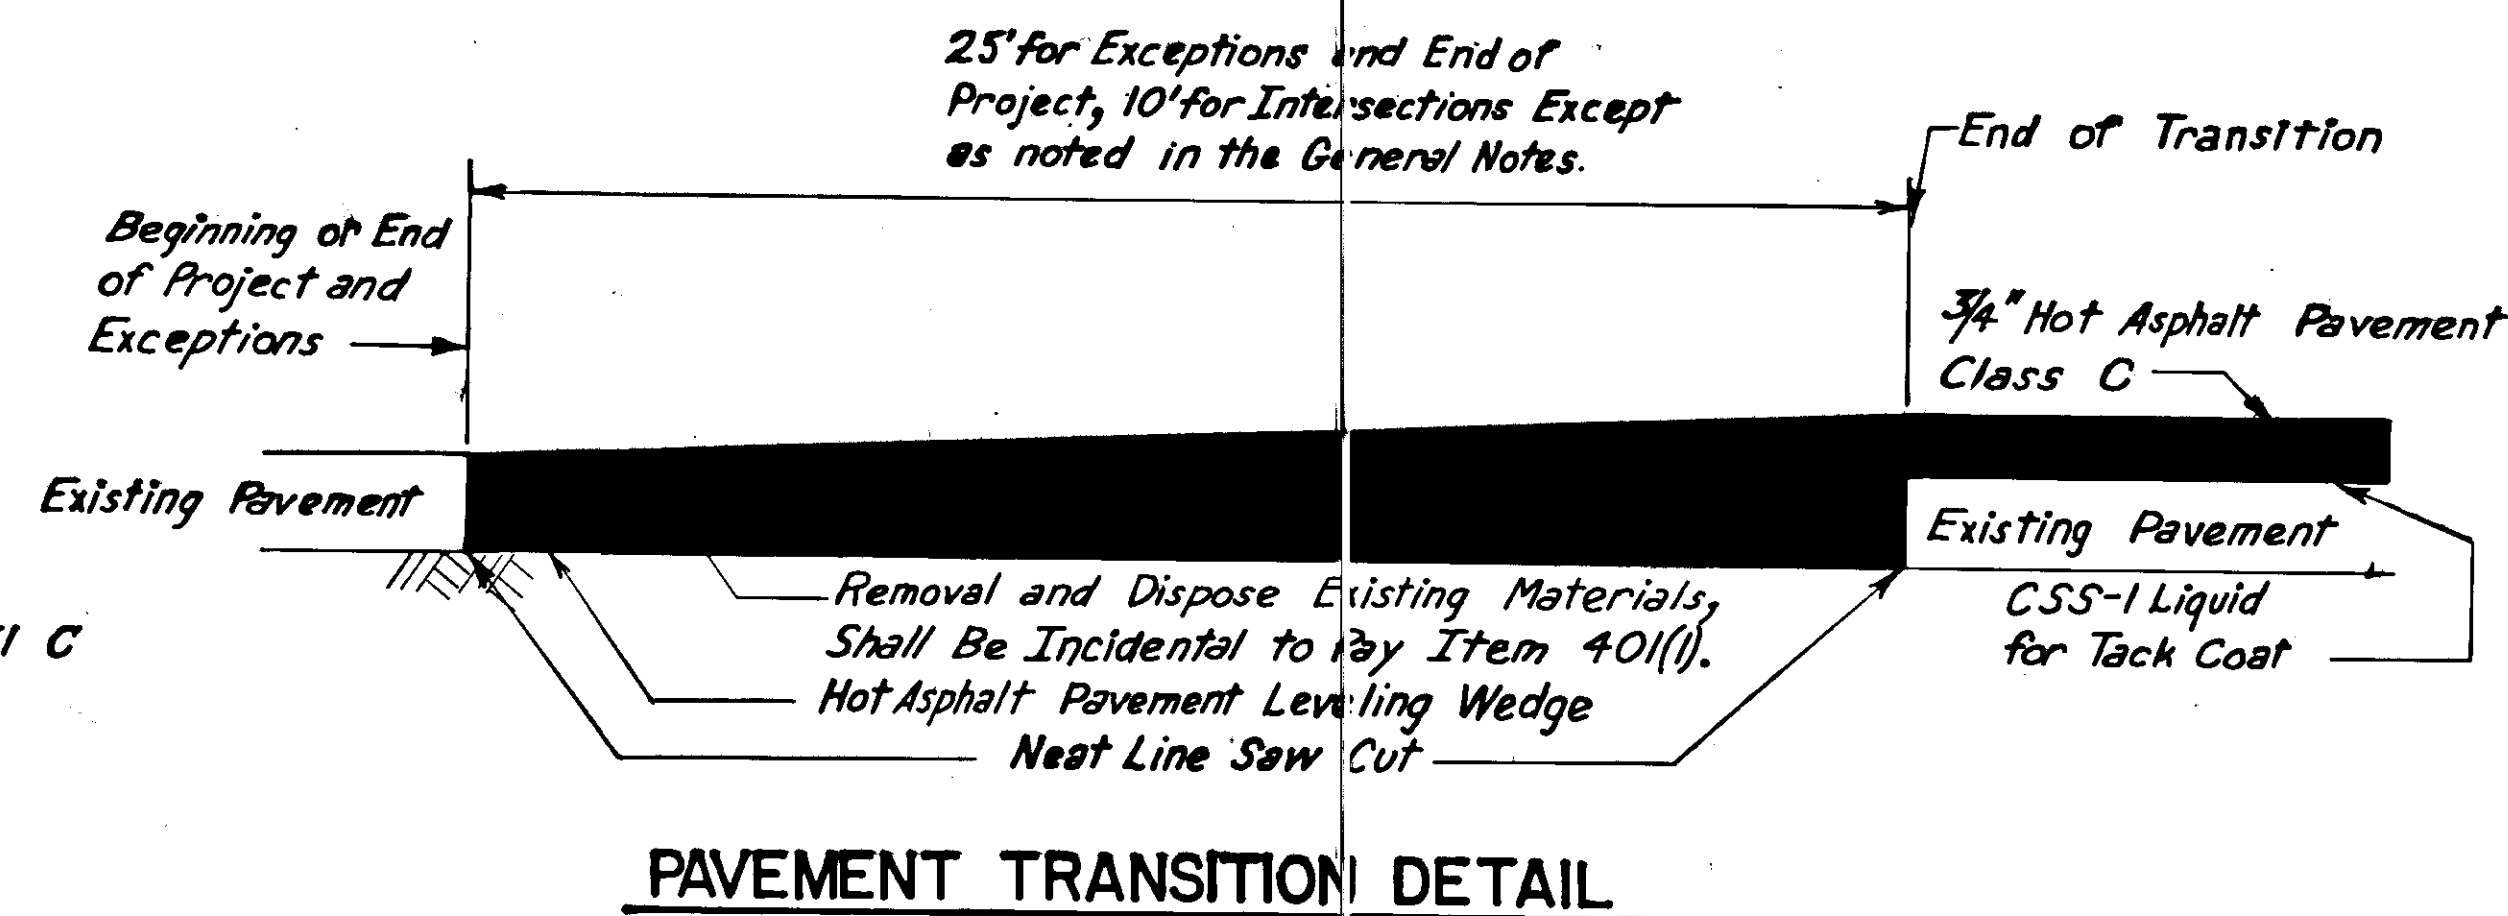 25' for Exceptions and End of
Project, 10' for Intersections Except
as noted in the General Notes.
End of Transition
Beginning or End
of Project and
Exceptions
3/4" Hot Asphalt Pavement
Class C
Existing Pavement
Existing Pavement
Removal and Dispose Existing Materials,
Shall Be Incidental to Pay Item 401(1).
CSS-1 Liquid
for Tack Coat
C
Hot Asphalt Pavement Leveling Wedge
Neat Line Saw Cut
PAVEMENT TRANSITION DETAIL